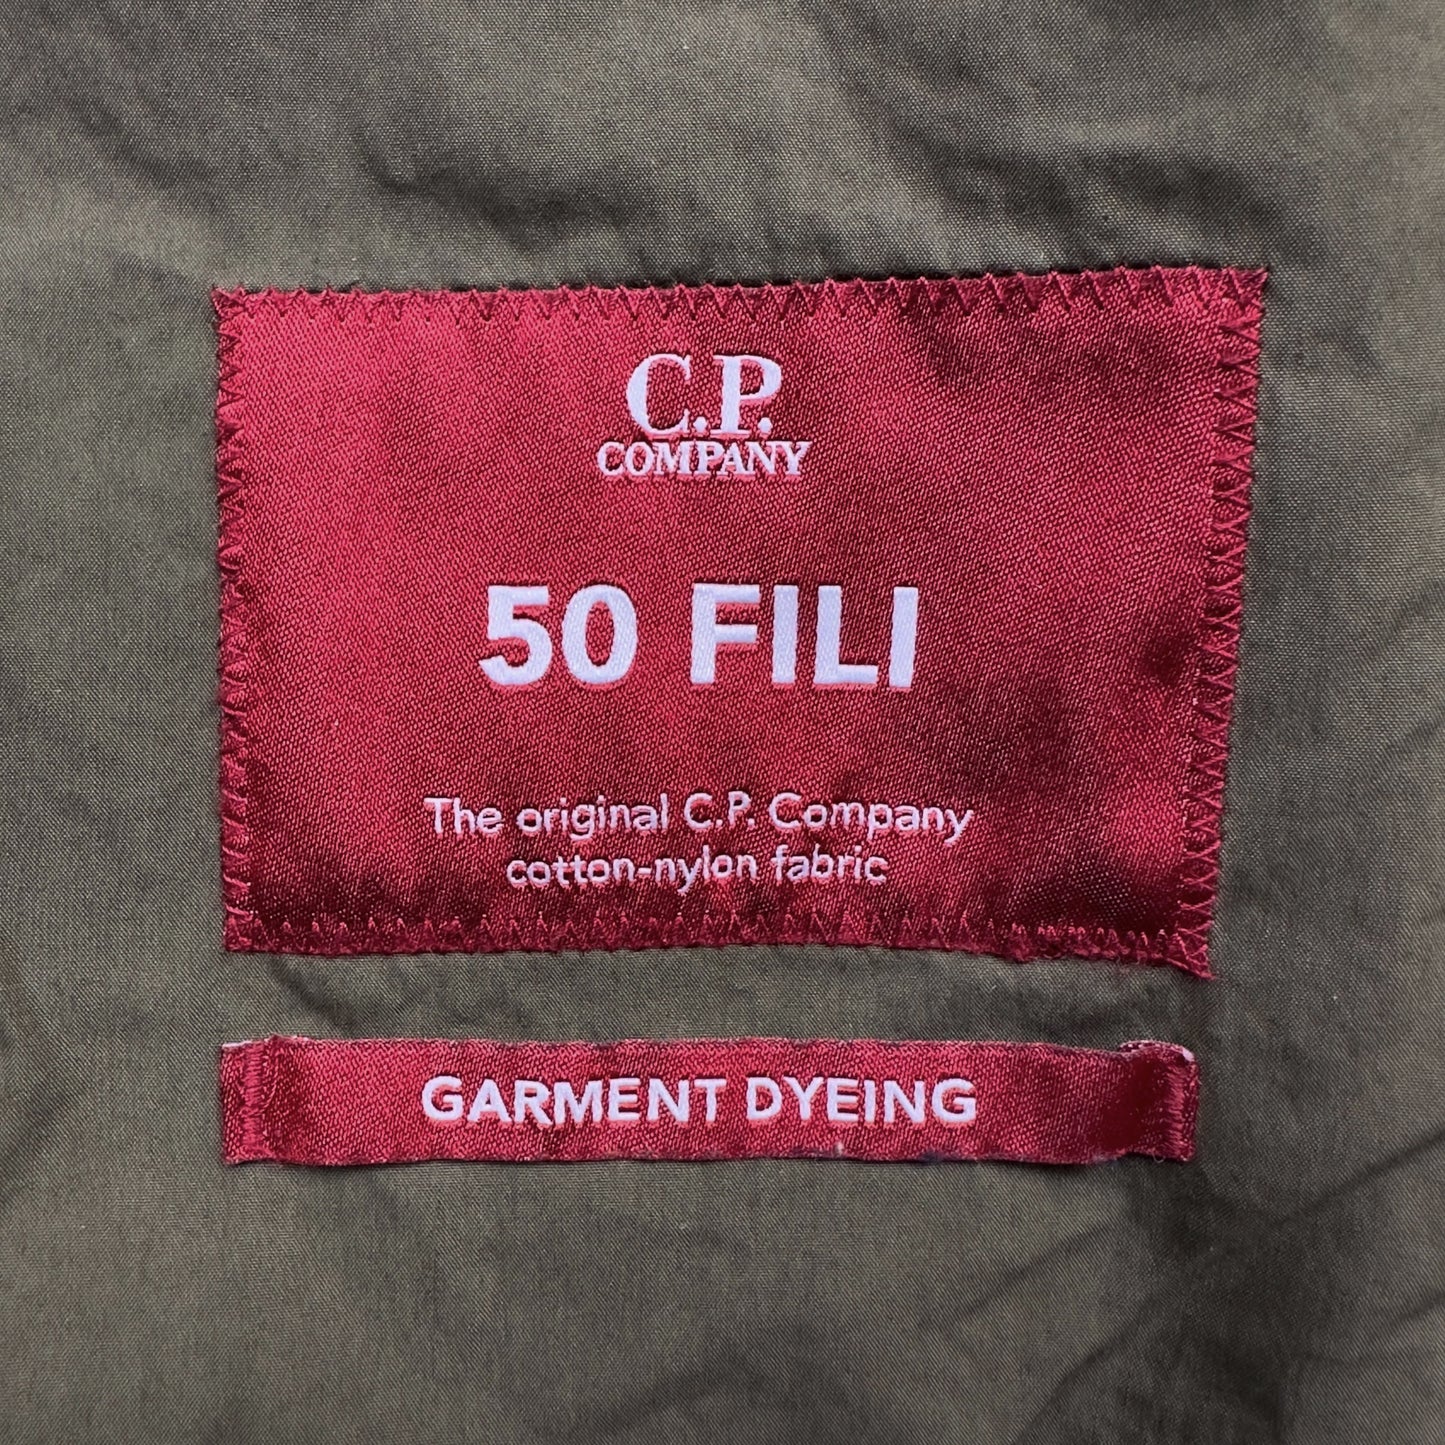 C.P.
COMPANY
50 FILI
The original C.P. Company
cotton-nylon fabric
GARMENT DYEING